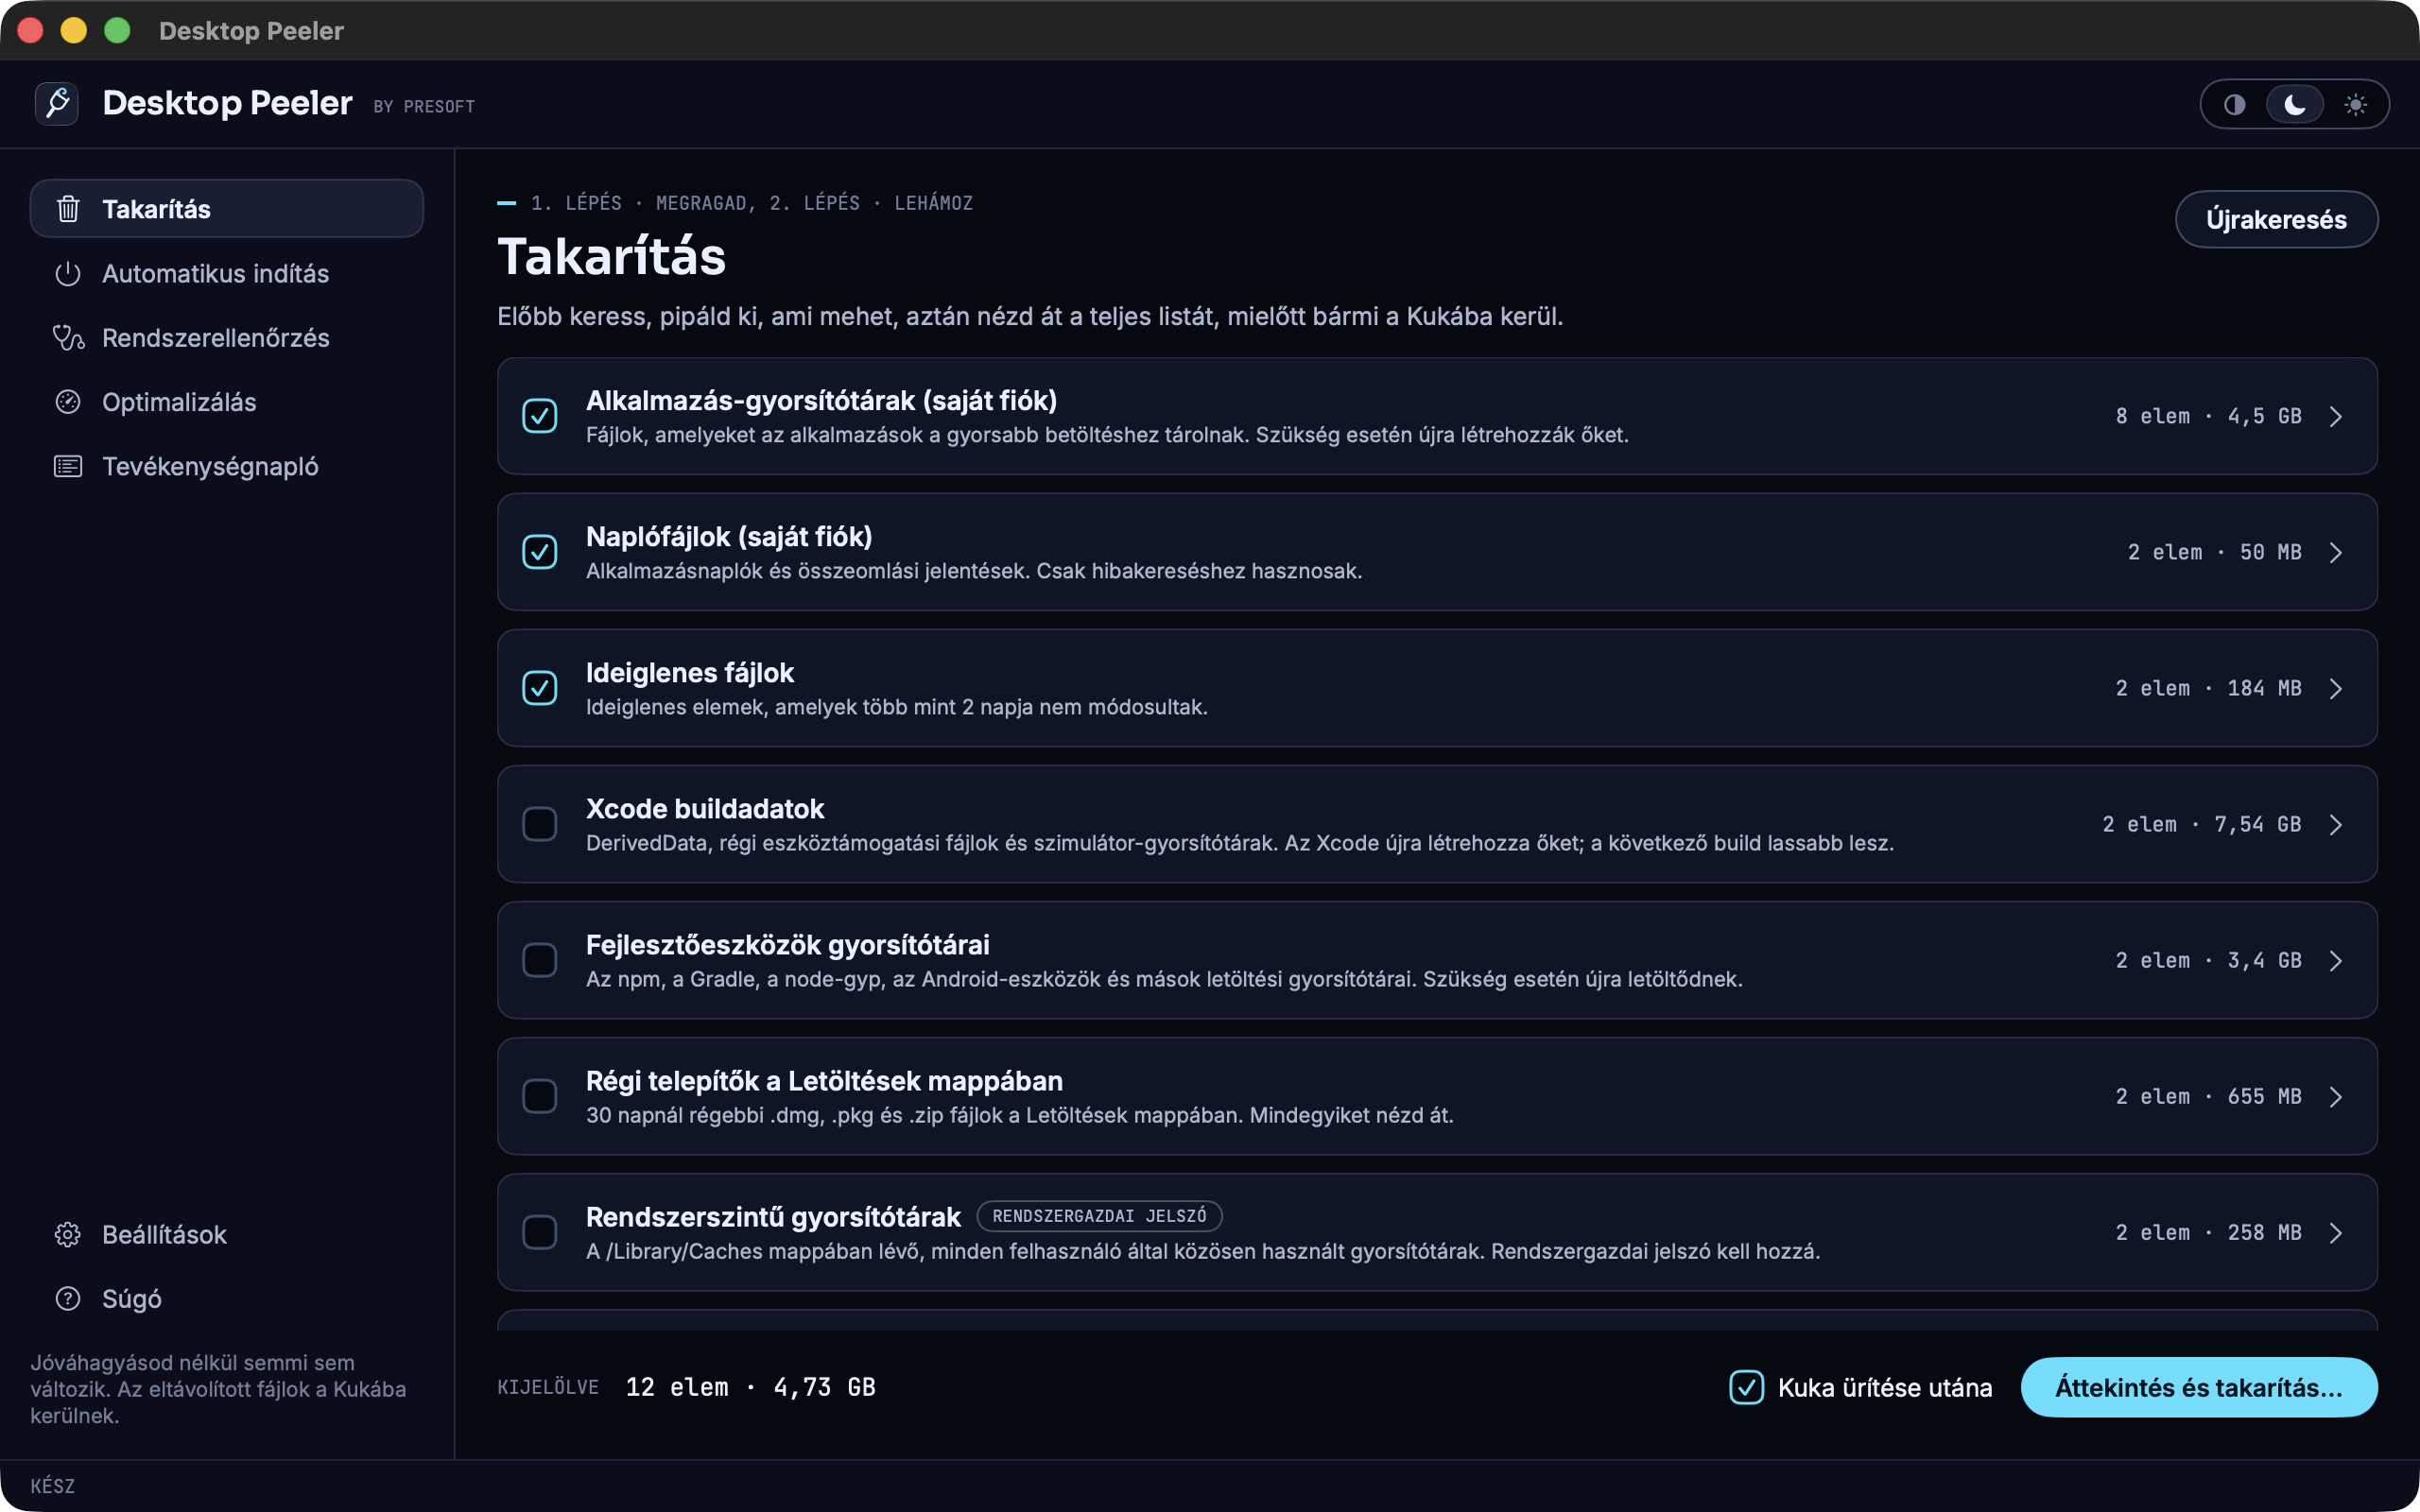 Desktop Peeler
Desktop Peeler BY PRESOFT
Takarítás
Automatikus indítás
Rendszerellenőrzés
Optimalizálás
Tevékenységnapló
Beállítások
Súgó
Jóváhagyásod nélkül semmi sem
változik. Az eltávolított fájlok a Kukába
kerülnek.
1. LÉPÉS · MEGRAGAD, 2. LÉPÉS · LEHÁMOZ
Takarítás
Újrakeresés
Előbb keress, pipáld ki, ami mehet, aztán nézd át a teljes listát, mielőtt bármi a Kukába kerül.
Alkalmazás-gyorsítótárak (saját fiók)
Fájlok, amelyeket az alkalmazások a gyorsabb betöltéshez tárolnak. Szükség esetén újra létrehozzák őket.
8 elem · 4,5 GB
Naplófájlok (saját fiók)
Alkalmazásnaplók és összeomlási jelentések. Csak hibakereséshez hasznosak.
2 elem · 50 MB
Ideiglenes fájlok
Ideiglenes elemek, amelyek több mint 2 napja nem módosultak.
2 elem · 184 MB
Xcode buildadatok
DerivedData, régi eszköztámogatási fájlok és szimulátor-gyorsítótárak. Az Xcode újra létrehozza őket; a következő build lassabb lesz.
2 elem · 7,54 GB
Fejlesztőeszközök gyorsítótárai
Az npm, a Gradle, a node-gyp, az Android-eszközök és mások letöltési gyorsítótárai. Szükség esetén újra letöltődnek.
2 elem · 3,4 GB
Régi telepítők a Letöltések mappában
30 napnál régebbi .dmg, .pkg és .zip fájlok a Letöltések mappában. Mindegyiket nézd át.
2 elem · 655 MB
Rendszerszintű gyorsítótárak RENDSZERGAZDAI JELSZÓ
A /Library/Caches mappában lévő, minden felhasználó által közösen használt gyorsítótárak. Rendszergazdai jelszó kell hozzá.
2 elem · 258 MB
KIJELÖLVE 12 elem · 4,73 GB
Kuka ürítése utána
Áttekintés és takarítás...
KÉSZ